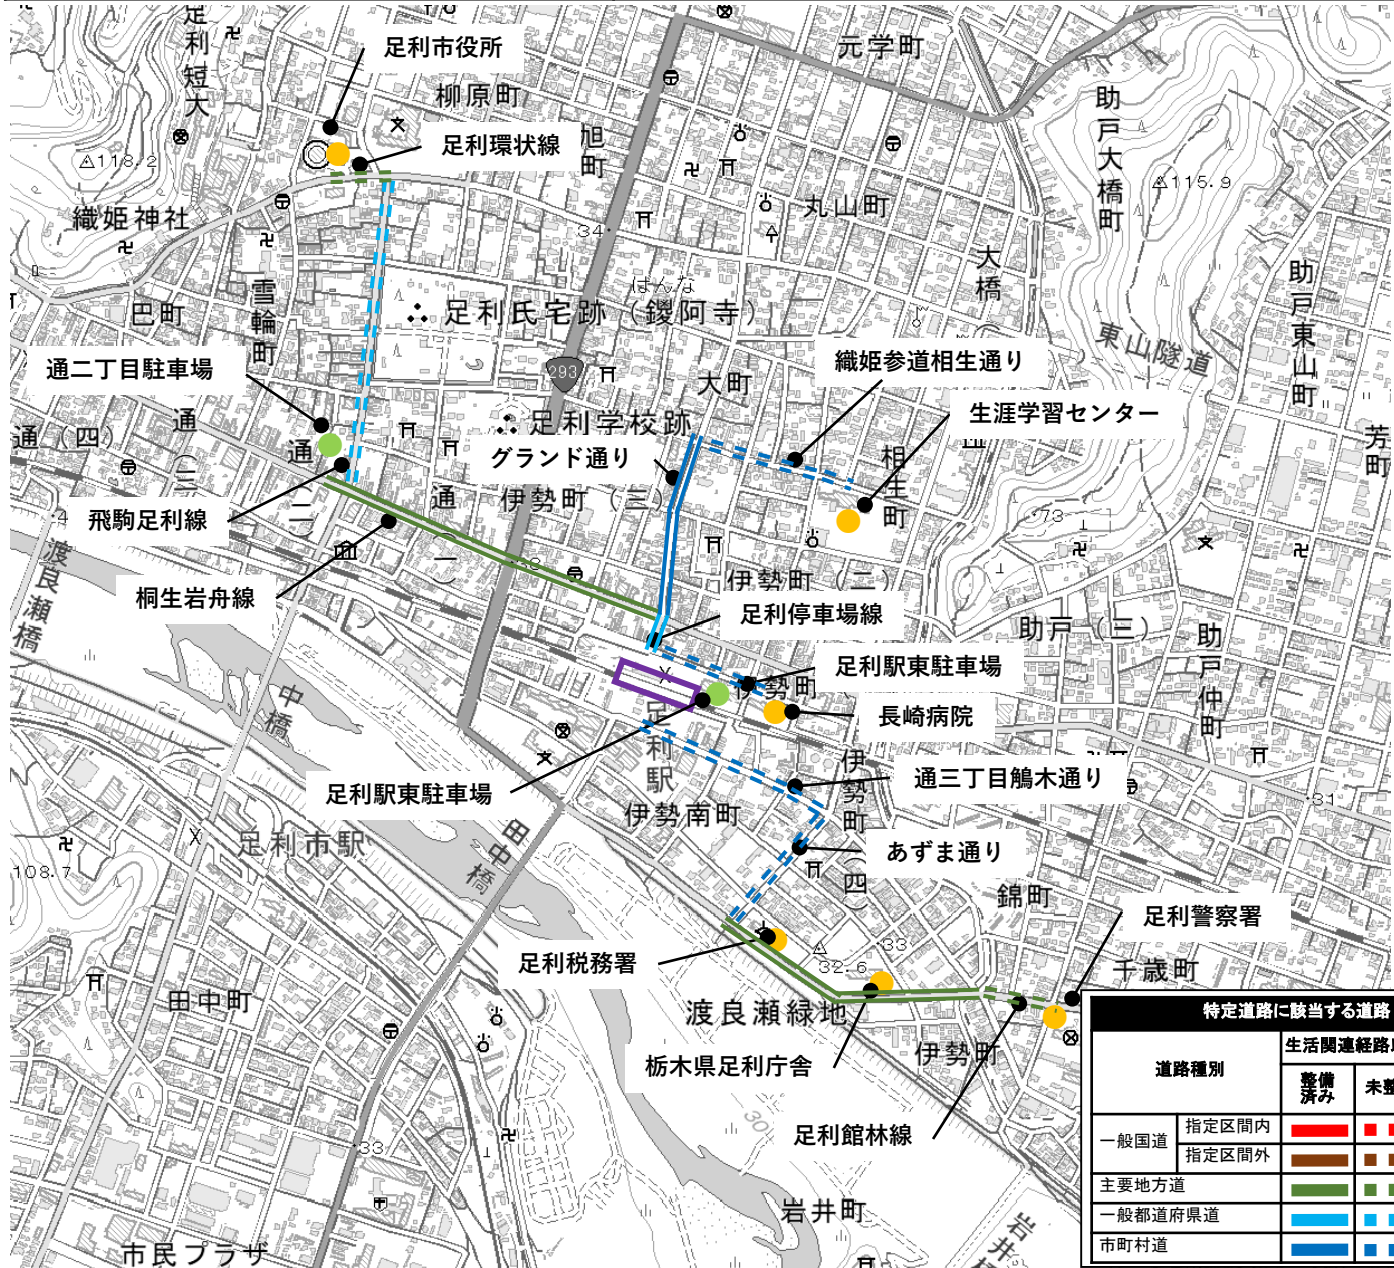 足利短大
足利市役所
元学町
柳原町
助戸大橋町
足利環状線
旭町
118.2
115.9
織姫神社
丸山町
34
大橋
助戸東山町
雪輪町
巴町
はんな
足利氏宅跡（鑁阿寺）
東山隧道
通二丁目駐車場
293
大町
織姫参道相生通り
生涯学習センター
通（四）
通（三）
通（二）
足利学校跡
グランド通り
相生町
芳町
通（一）
伊勢町（三）
飛駒足利線
73
渡良瀬橋
桐生岩舟線
伊勢町（二）
足利停車場線
助戸（三）
助戸仲町
足利駅東駐車場
伊勢町
中橋
足利駅
長崎病院
足利駅東駐車場
伊勢町（四）
通三丁目鵤木通り
31
伊勢南町
田中橋
足利市駅
あずま通り
108.7
錦町
足利警察署
足利税務署
33
32.6
千歳町
田中町
渡良瀬緑地
伊勢町
栃木県足利庁舎
30
足利館林線
33
岩井町
市民プラザ
特定道路に該当する道路
道路種別
生活関連経路
整備済み
未整
一般国道
指定区間内
指定区間外
主要地方道
一般都道府県道
市町村道